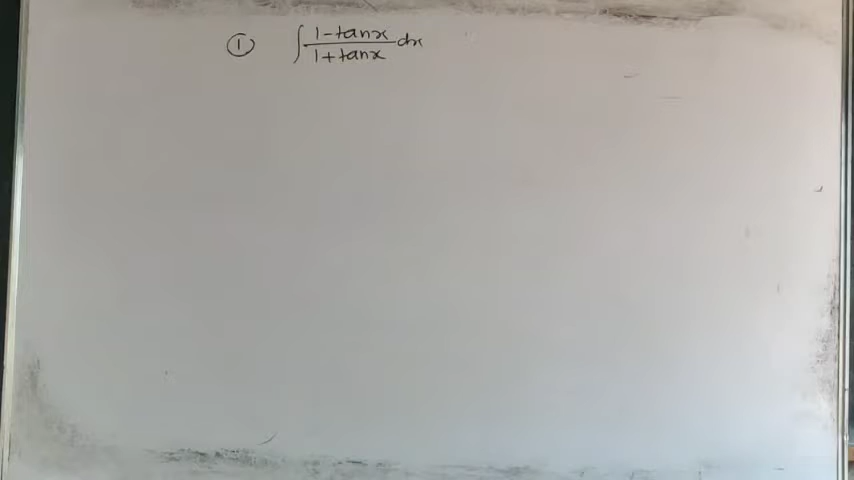 ① ∫ (1-tanx)/(1+tanx) dx